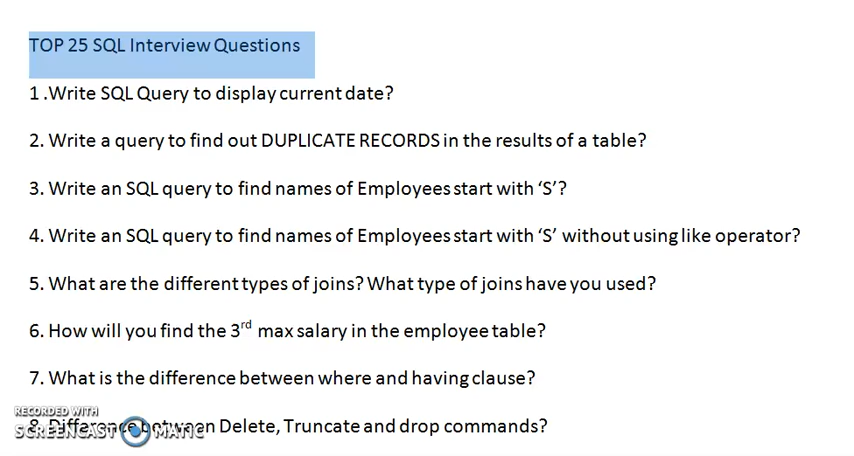 TOP 25 SQL Interview Questions
1 .Write SQL Query to display current date?
2. Write a query to find out DUPLICATE RECORDS in the results of a table?
3. Write an SQL query to find names of Employees start with ‘S’?
4. Write an SQL query to find names of Employees start with ‘S’ without using like operator?
5. What are the different types of joins? What type of joins have you used?
6. How will you find the 3rd max salary in the employee table?
7. What is the difference between where and having clause?
RECORDED WITH
8. Difference between Delete, Truncate and drop commands?
SCREENCAST MATIC